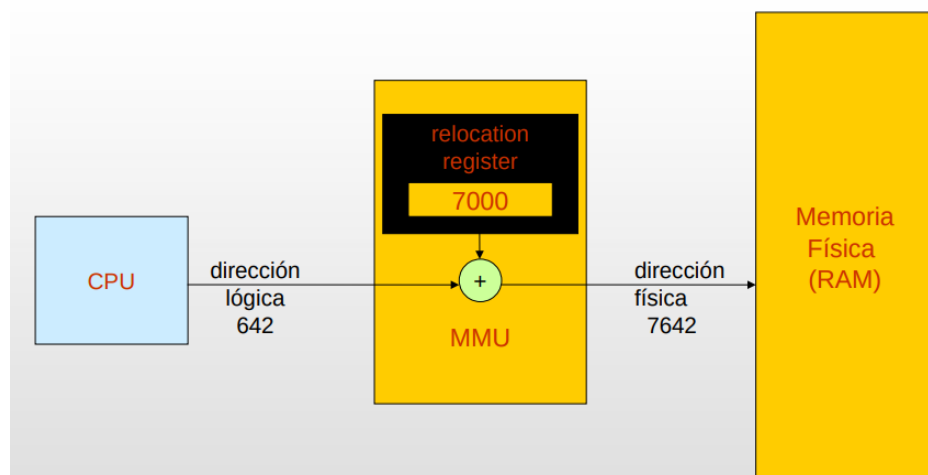 relocation
register
7000
CPU
dirección
lógica
642
+
MMU
dirección
física
7642
Memoria
Física
(RAM)